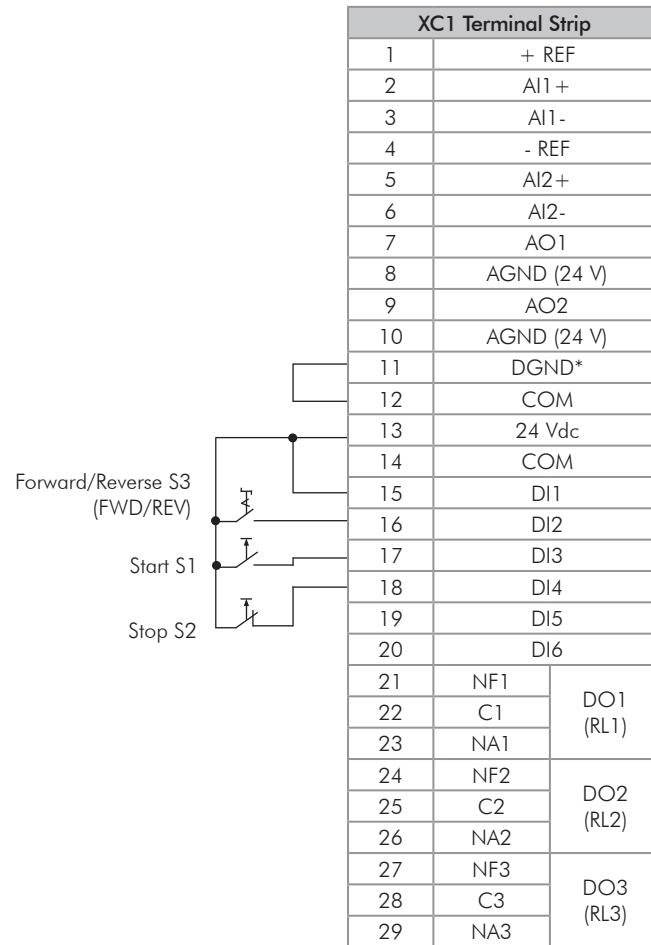 XC1 Terminal Strip
1 + REF
2 AI1+
3 AI1-
4 - REF
5 AI2+
6 AI2-
7 AO1
8 AGND (24 V)
9 AO2
10 AGND (24 V)
11 DGND*
12 COM
13 24 Vdc
14 COM
15 DI1
16 DI2
17 DI3
18 DI4
19 DI5
20 DI6
21 NF1
22 C1
23 NA1
DO1
(RL1)
24 NF2
25 C2
26 NA2
DO2
(RL2)
27 NF3
28 C3
29 NA3
DO3
(RL3)
Forward/Reverse S3
(FWD/REV)
Start S1
Stop S2